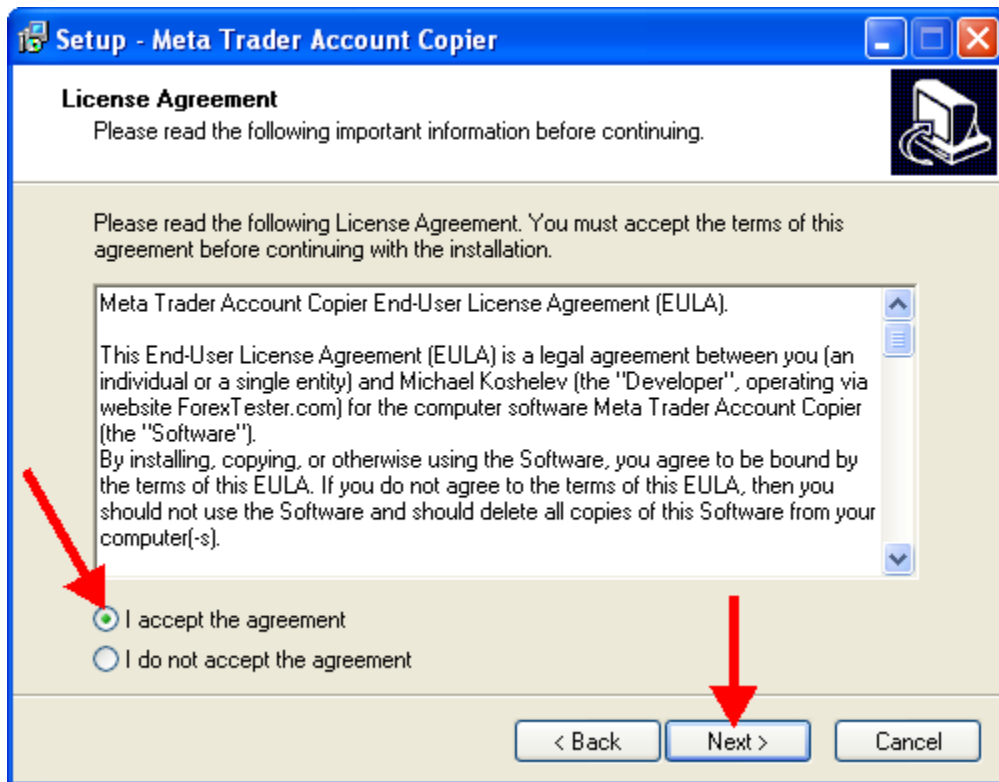 Setup - Meta Trader Account Copier
License Agreement
Please read the following important information before continuing.
Please read the following License Agreement. You must accept the terms of this
agreement before continuing with the installation.
Meta Trader Account Copier End-User License Agreement (EULA).
This End-User License Agreement (EULA) is a legal agreement between you (an
individual or a single entity) and Michael Koshelev (the "Developer", operating via
website ForexTester.com) for the computer software Meta Trader Account Copier
(the "Software").
By installing, copying, or otherwise using the Software, you agree to be bound by
the terms of this EULA. If you do not agree to the terms of this EULA, then you
should not use the Software and should delete all copies of this Software from your
computer(-s).
I accept the agreement
I do not accept the agreement
< Back
Next >
Cancel